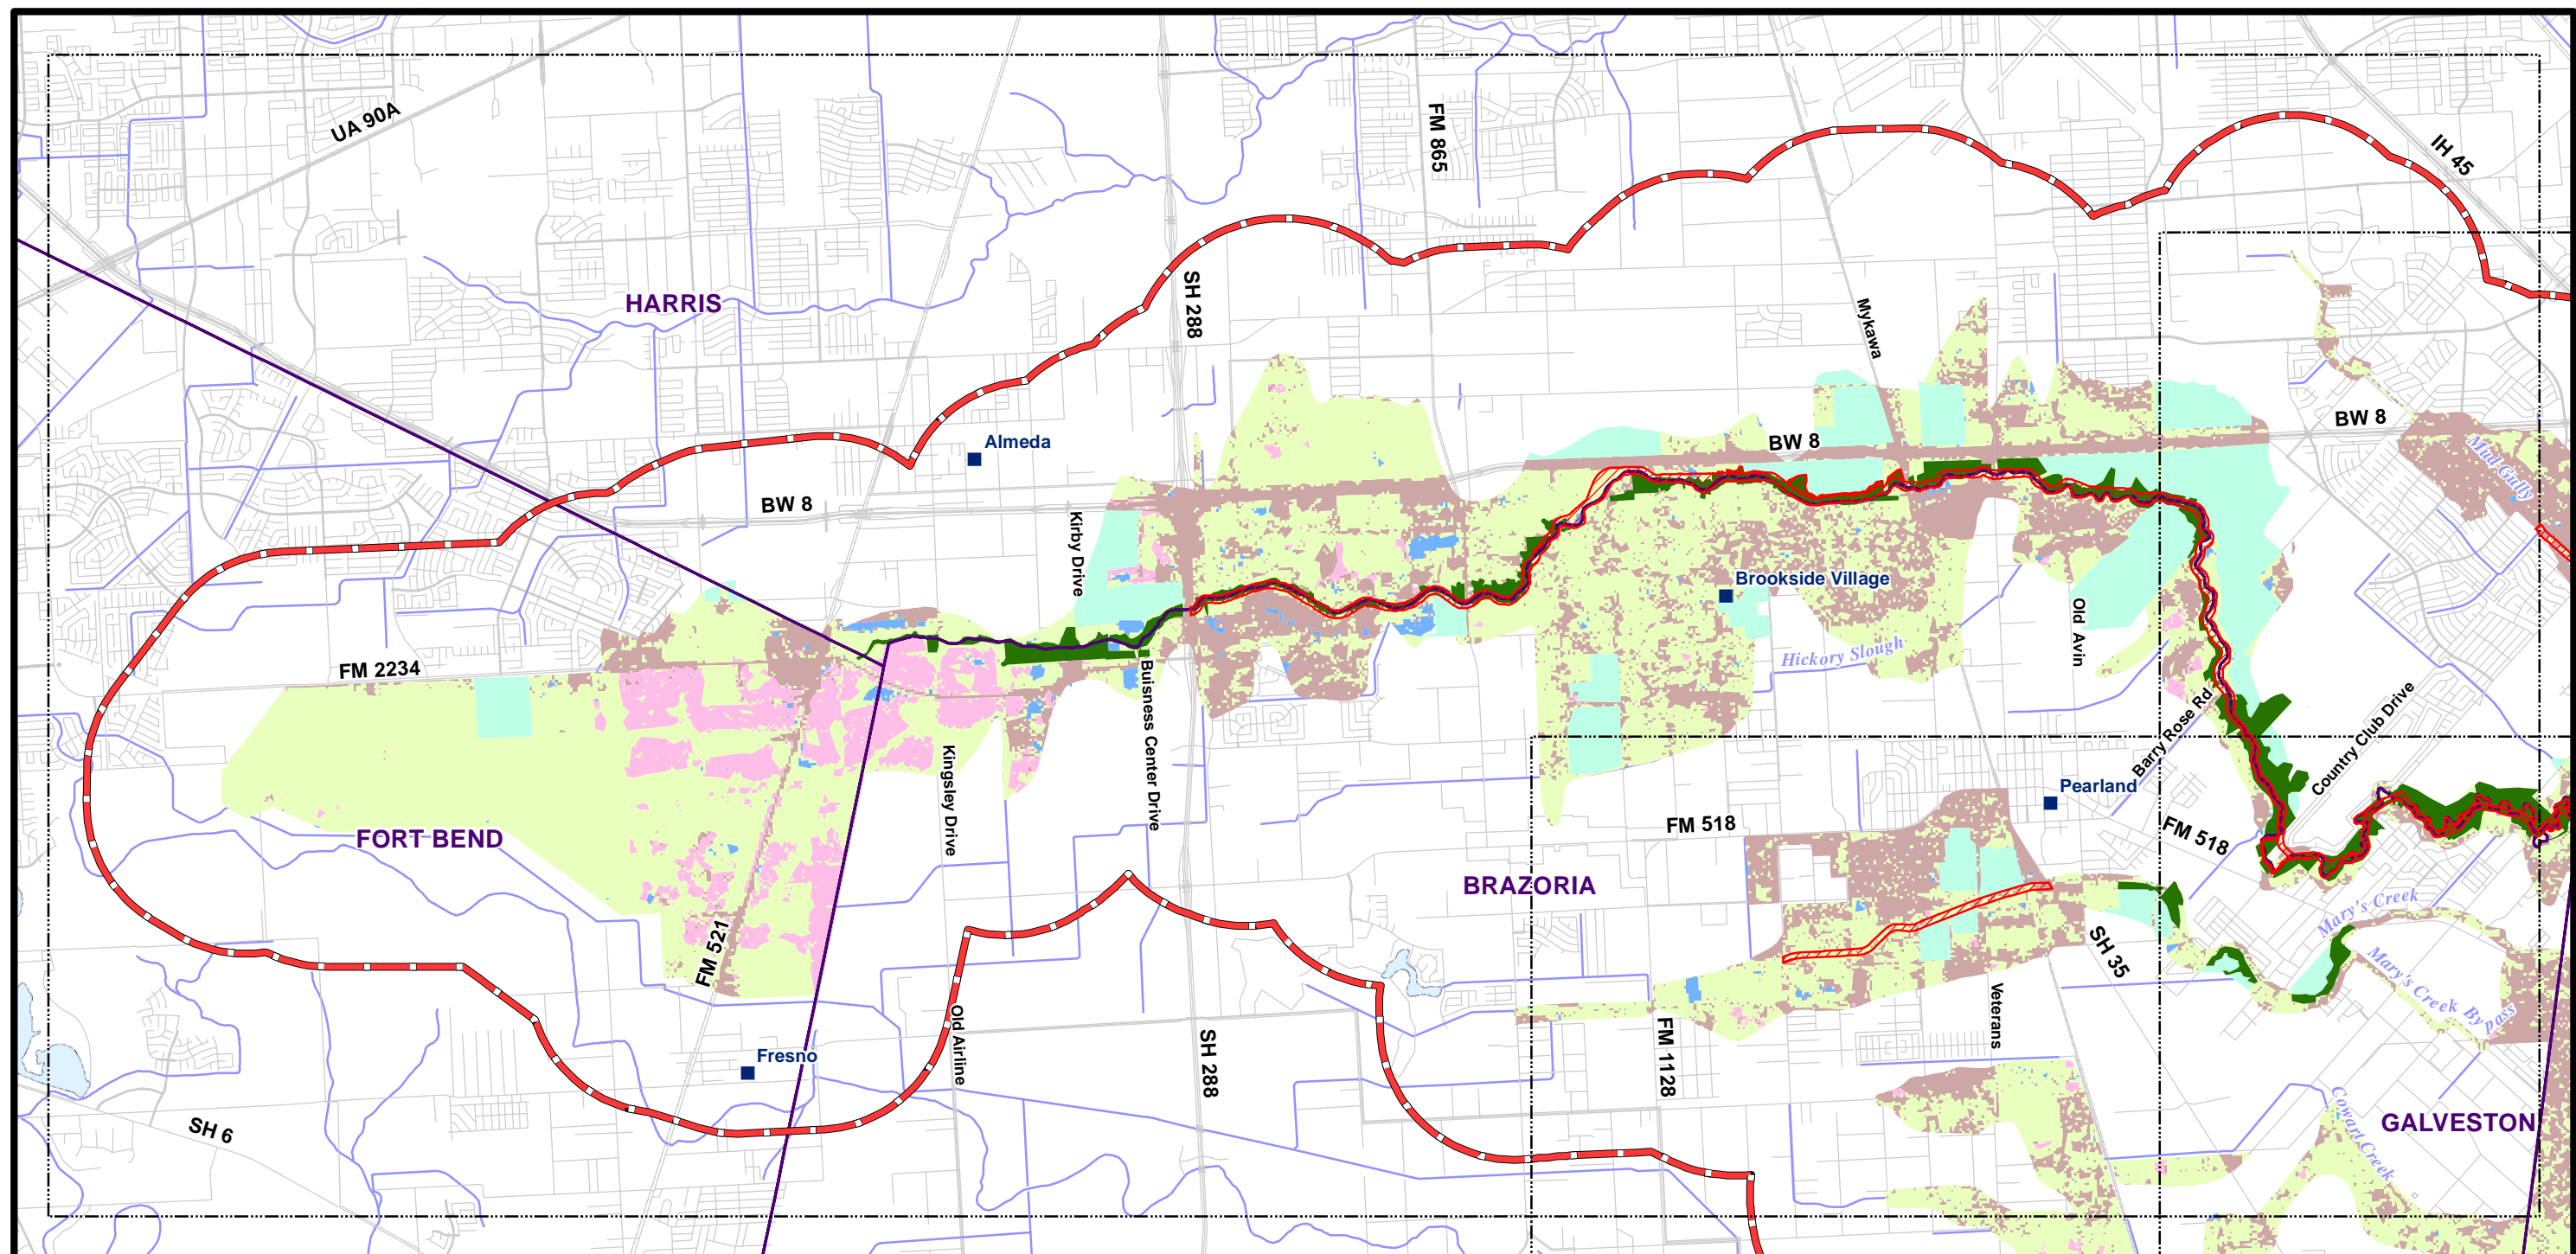 UA 90A
FM 865
IH 45
HARRIS
SH 288
Mykawa
Almeda
BW 8
BW 8
BW 8
Mud Gully
Kirby Drive
Brookside Village
Old Avin
Hickory Slough
FM 2234
Buisness Center Drive
Barry Rose Rd
Country Club Drive
Kingsley Drive
Pearland
FM 518
FM 518
FORT BEND
BRAZORIA
Mary's Creek
FM 521
SH 35
Mary's Creek By pass
Old Airline
Veterans
Fresno
SH 288
FM 1128
SH 6
Cowart Creek
GALVESTON